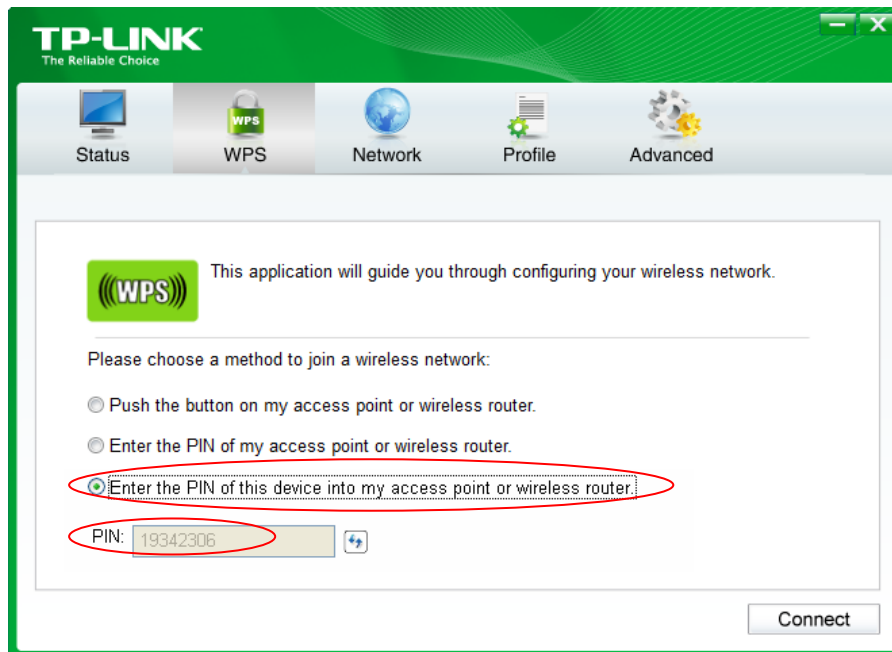 TP-LINK
The Reliable Choice
WPS
Status
WPS
Network
Profile
Advanced
(((WPS)))
This application will guide you through configuring your wireless network.
Please choose a method to join a wireless network:
Push the button on my access point or wireless router.
Enter the PIN of my access point or wireless router.
Enter the PIN of this device into my access point or wireless router.
PIN: 19342306
Connect